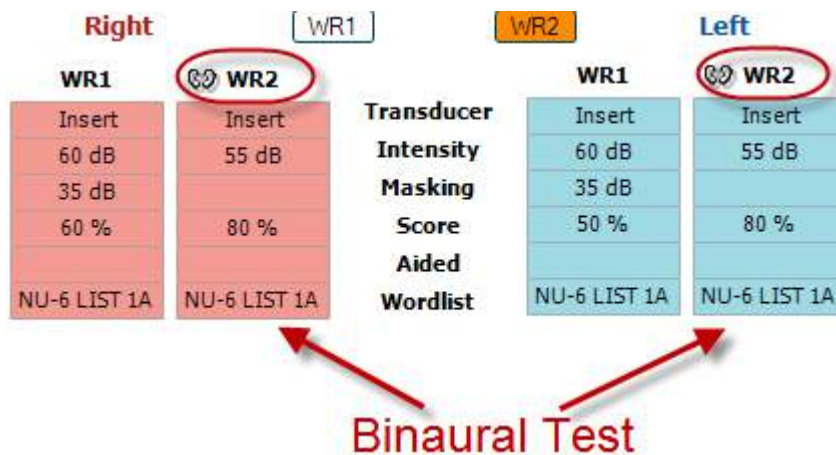 Right WR1 WR2 Left
WR1 WR2 WR1 WR2
Insert Insert Transducer Insert Insert
60 dB 55 dB Intensity 60 dB 55 dB
35 dB Masking 35 dB
60 % 80 % Score 50 % 80 %
Aided
NU-6 LIST 1A NU-6 LIST 1A Wordlist NU-6 LIST 1A NU-6 LIST 1A
Binaural Test